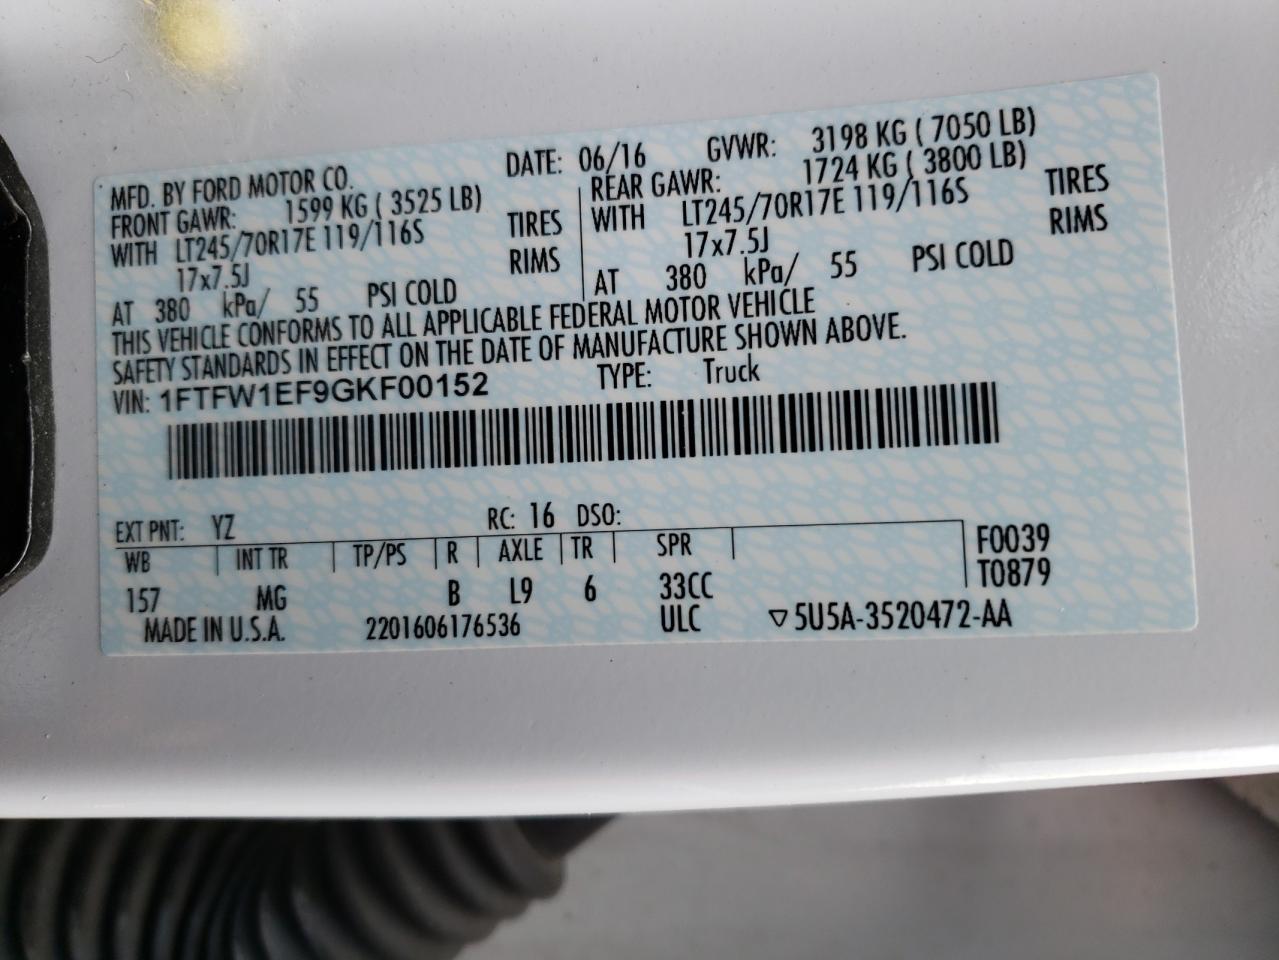 MFD. BY FORD MOTOR CO. DATE: 06/16 GVWR: 3198 KG ( 7050 LB)
FRONT GAWR: 1599 KG ( 3525 LB) REAR GAWR: 1724 KG ( 3800 LB)
WITH LT245/70R17E 119/116S TIRES WITH LT245/70R17E 119/116S TIRES
17x7.5J RIMS 17x7.5J RIMS
AT 380 kPa/ 55 PSI COLD AT 380 kPa/ 55 PSI COLD
THIS VEHICLE CONFORMS TO ALL APPLICABLE FEDERAL MOTOR VEHICLE
SAFETY STANDARDS IN EFFECT ON THE DATE OF MANUFACTURE SHOWN ABOVE.
VIN: 1FTFW1EF9GKF00152 TYPE: Truck
EXT PNT: YZ RC: 16 DSO:
WB INT TR TP/PS R AXLE TR SPR F0039
157 MG B L9 6 33CC T0879
MADE IN U.S.A. 2201606176536 ULC ▽5U5A-3520472-AA